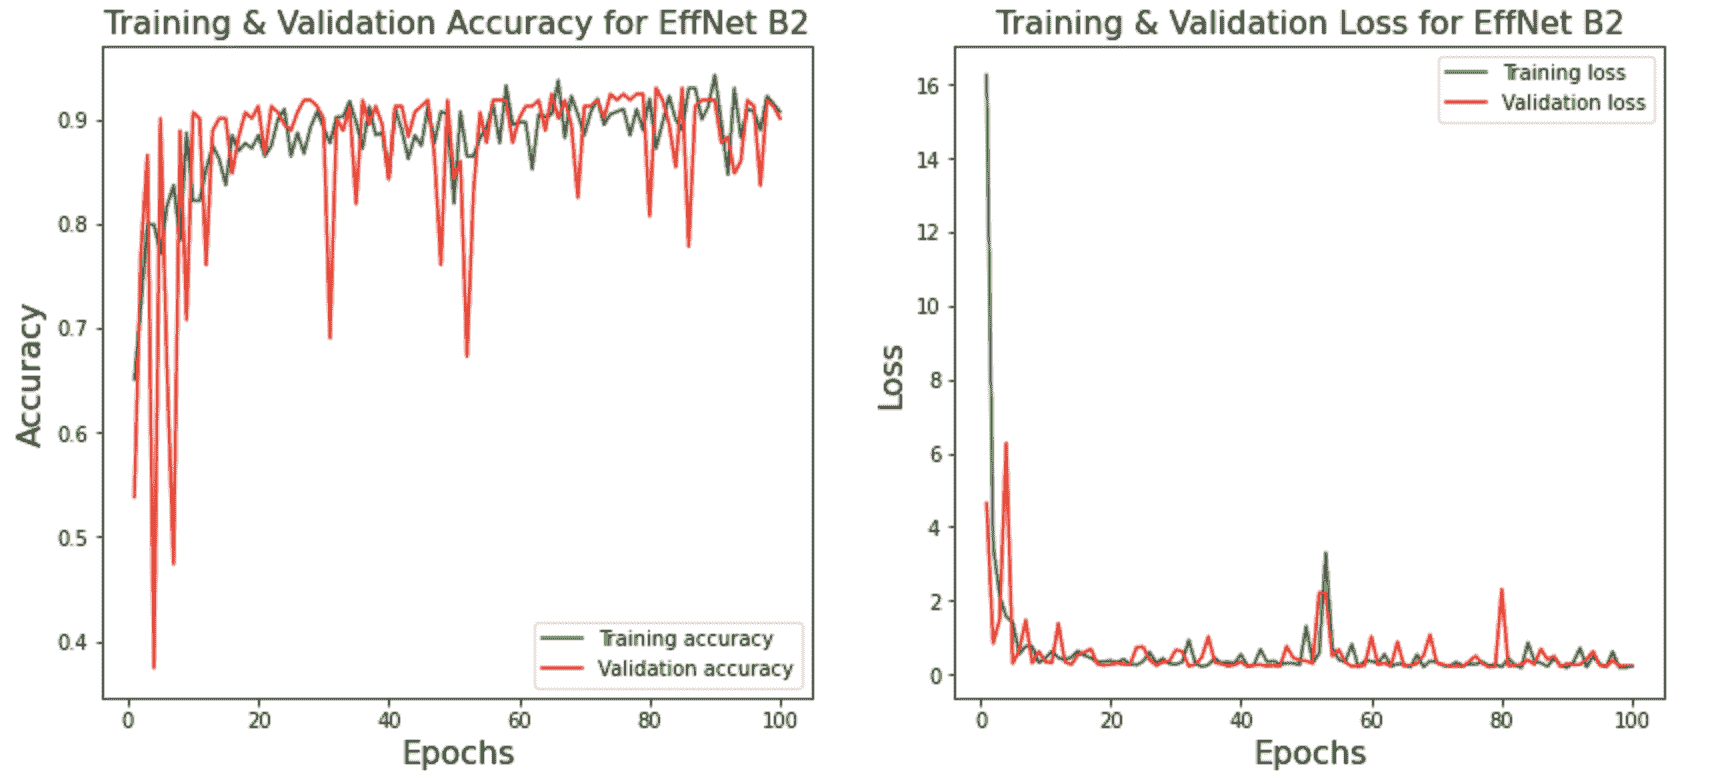 Training & Validation Accuracy for EffNet B2
Accuracy
0.9
0.8
0.7
0.6
0.5
0.4
Training accuracy
Validation accuracy
0 20 40 60 80 100
Epochs
Training & Validation Loss for EffNet B2
Loss
Training loss
Validation loss
16
14
12
10
8
6
4
2
0
0 20 40 60 80 100
Epochs